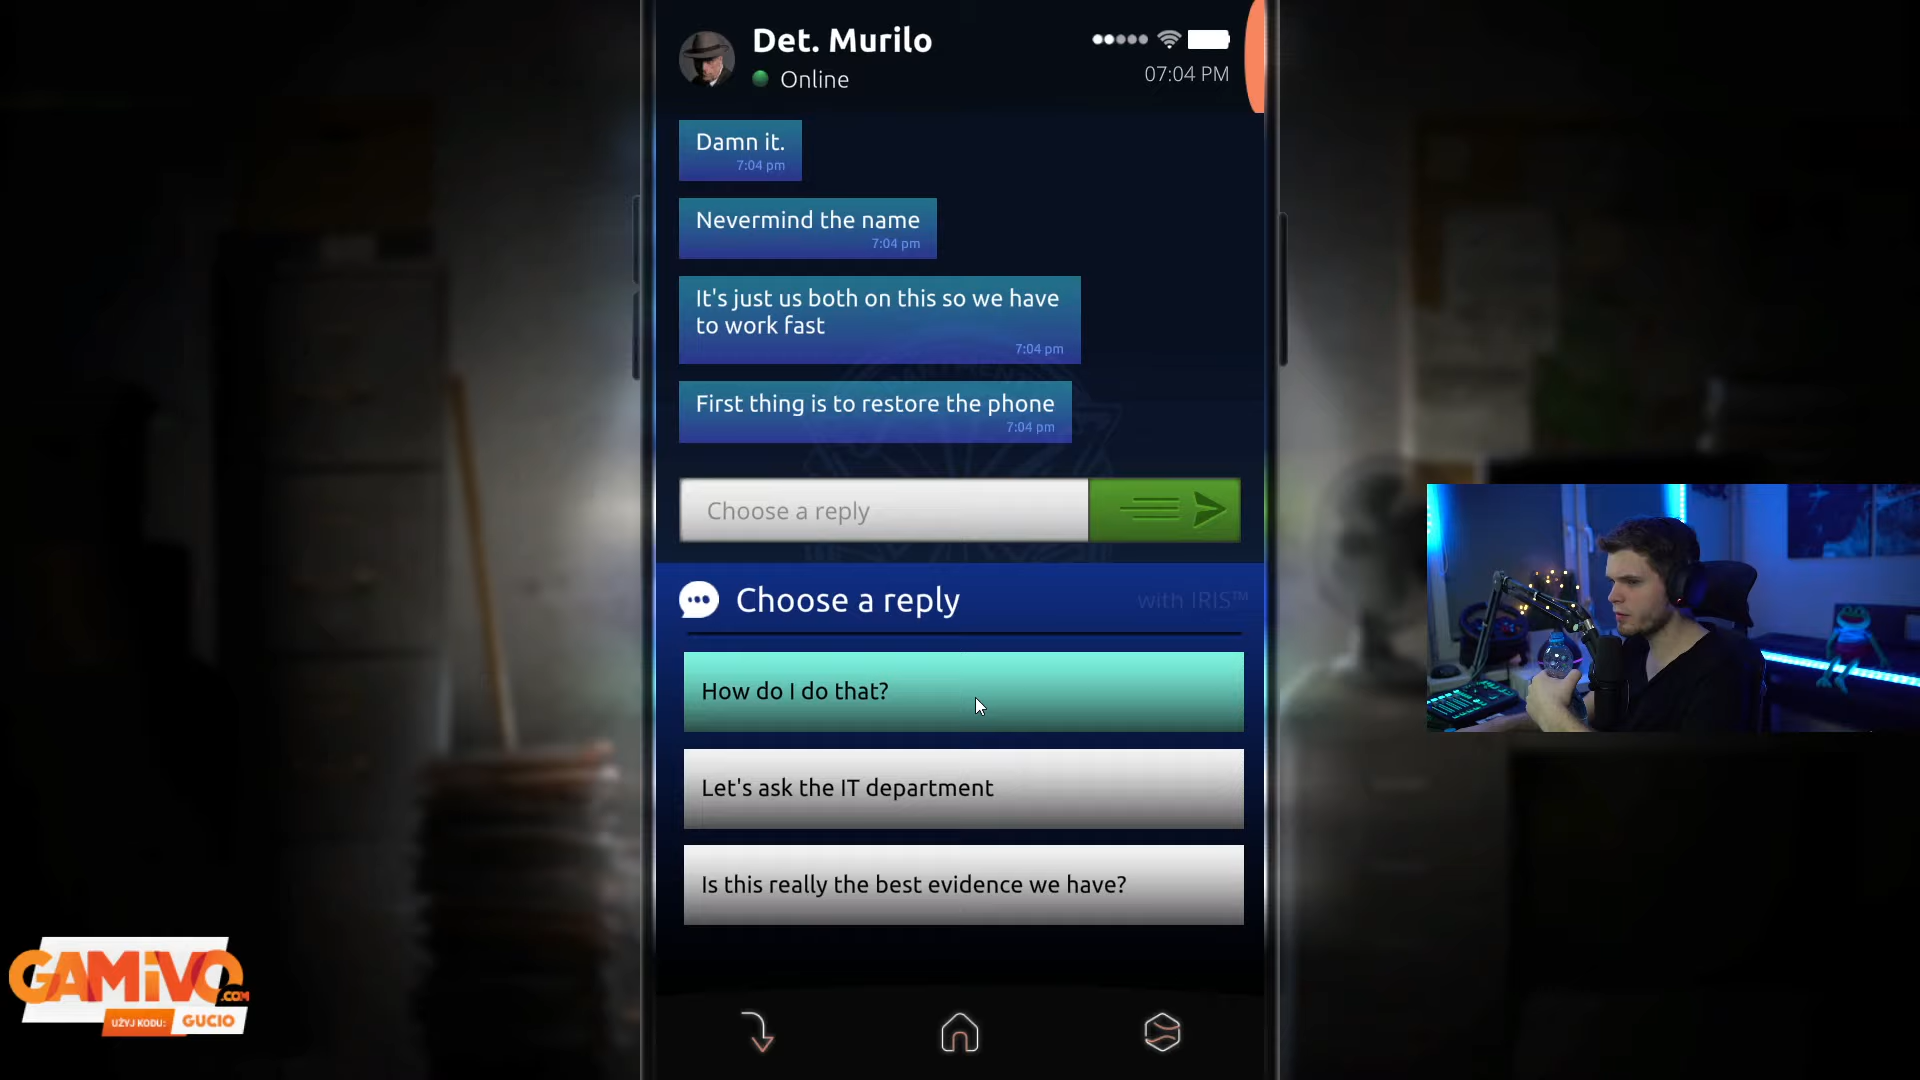 Det. Murilo
Online
07:04 PM
Damn it.
7:04 pm
Nevermind the name
7:04 pm
It's just us both on this so we have
to work fast
7:04 pm
First thing is to restore the phone
7:04 pm
Choose a reply
Choose a reply
with IRIS™
How do I do that?
Let's ask the IT department
Is this really the best evidence we have?
GAMIVO.COM
UŻYJ KODU: GUCIO